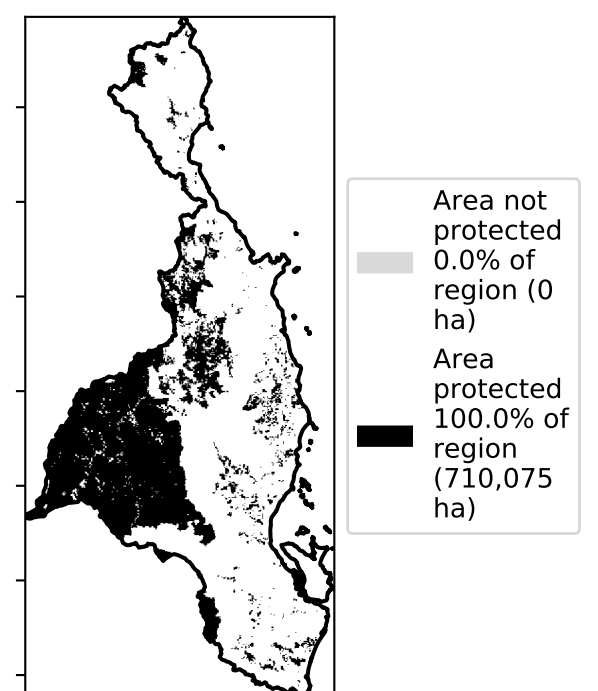 Area not
protected
0.0% of
region (0
ha)
Area
protected
100.0% of
region
(710,075
ha)